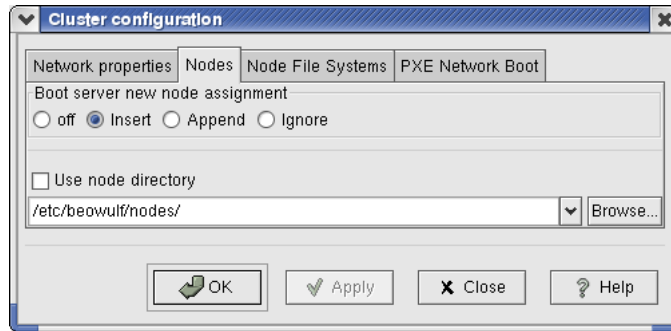 Cluster configuration
Network properties Nodes Node File Systems PXE Network Boot
Boot server new node assignment
off Insert Append Ignore
Use node directory
/etc/beowulf/nodes/ Browse...
OK Apply Close Help